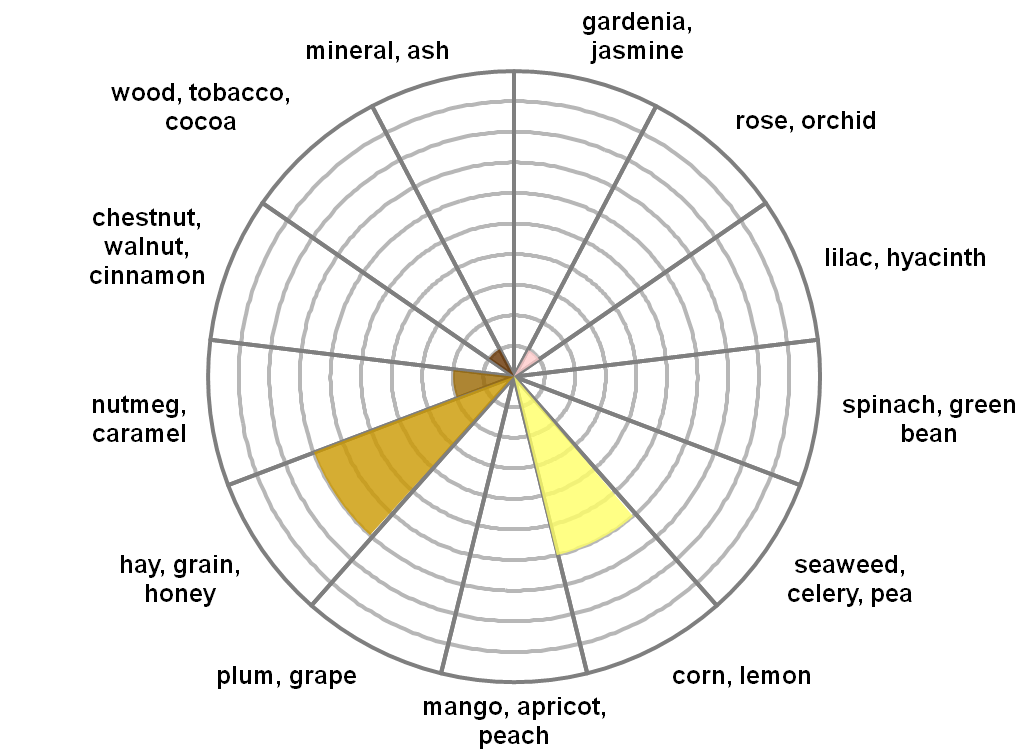 gardenia,
jasmine
rose, orchid
lilac, hyacinth
spinach, green
bean
seaweed,
celery, pea
corn, lemon
mango, apricot,
peach
plum, grape
hay, grain,
honey
nutmeg,
caramel
chestnut,
walnut,
cinnamon
wood, tobacco,
cocoa
mineral, ash